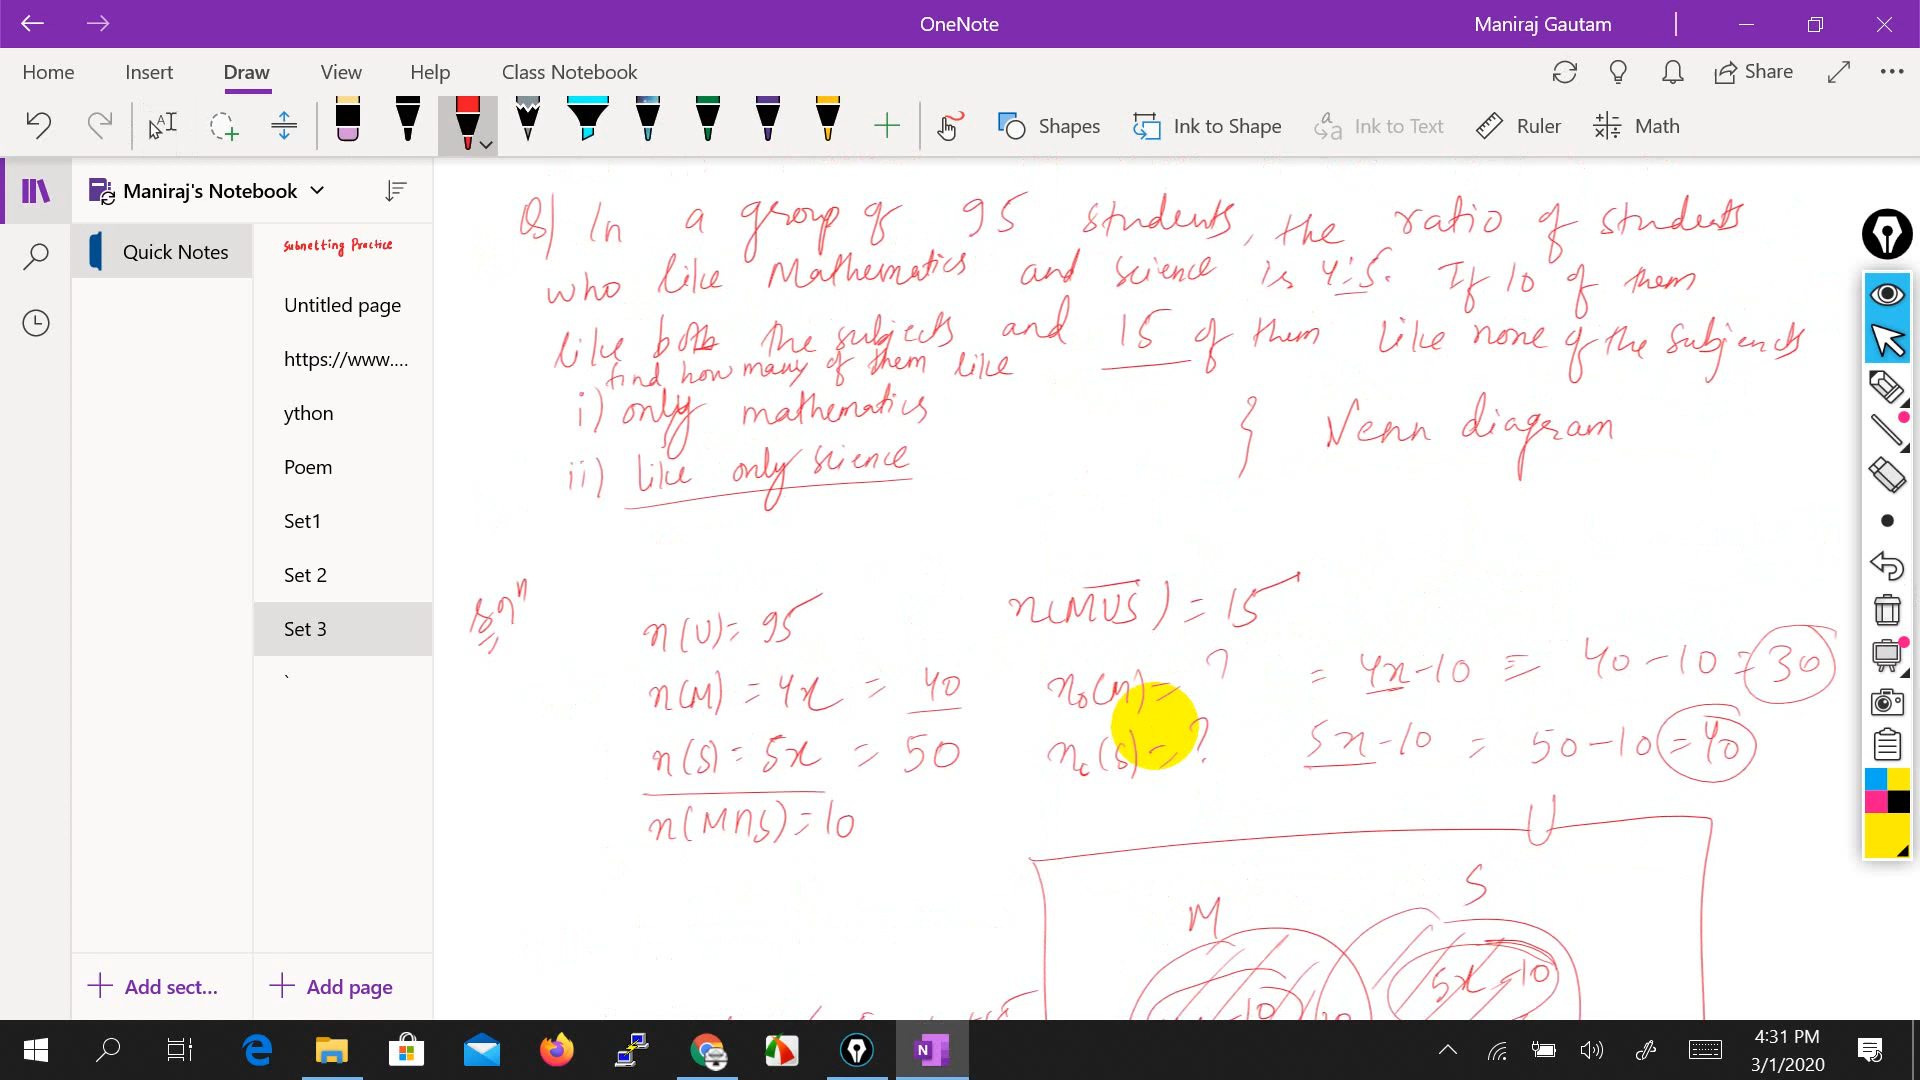 OneNote
Maniraj Gautam
Home Insert Draw View Help Class Notebook
Share
Shapes Ink to Shape Ink to Text Ruler Math
Maniraj's Notebook
Quick Notes
Subnetting Practice
Untitled page
https://www....
ython
Poem
Set1
Set 2
Set 3
`
Add sect...
Add page
Q) In a group of 95 students, the ratio of students
who like Mathematics and science is 4:5. If 10 of them
like both the subjects and 15 of them like none of the subjects
find how many of them like
i) only mathematics
ii) like only science
} Venn diagram
n(U) = 95
n(M) = 4x = 40
n(S) = 5x = 50
n(M∩S) = 10
n(M∪S) = 15
n₀(M) = ? = 4x-10 = 40-10 = 30
(S) = ? 5x-10 = 50-10 = 40
U
M
S
5x-10
10
4:31 PM
3/1/2020